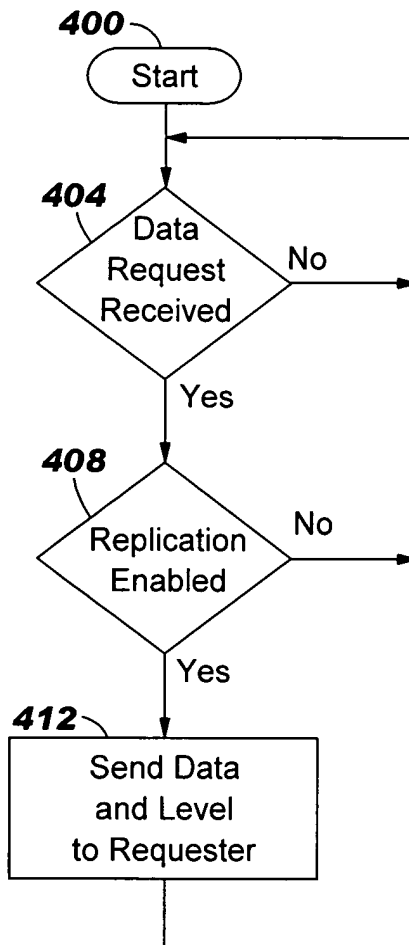 400
Start
404
Data
Request
Received
No
Yes
408
Replication
Enabled
No
Yes
412
Send Data
and Level
to Requester